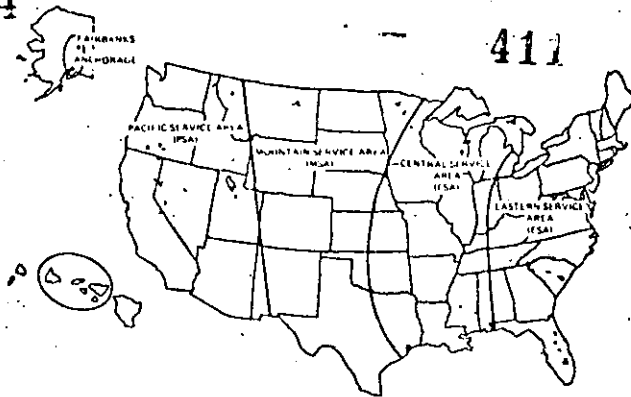 4
411
FAIRBANKS
ANCHORAGE
PACIFIC SERVICE AREA
(PSA)
MOUNTAIN SERVICE AREA
(MSA)
CENTRAL SERVICE
AREA
(CSA)
EASTERN SERVICE
AREA
(ESA)